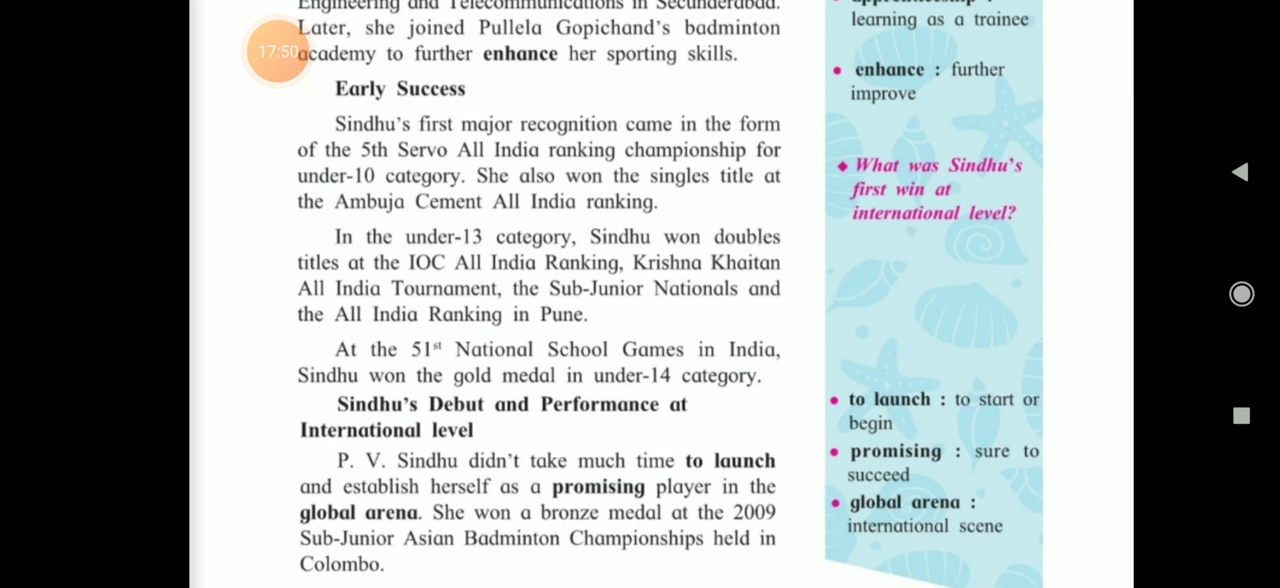 Engineering and Telecommunications in Secunderabad.
Later, she joined Pullela Gopichand's badminton
academy to further enhance her sporting skills.
Early Success
Sindhu's first major recognition came in the form
of the 5th Servo All India ranking championship for
under-10 category. She also won the singles title at
the Ambuja Cement All India ranking.
In the under-13 category, Sindhu won doubles
titles at the IOC All India Ranking, Krishna Khaitan
All India Tournament, the Sub-Junior Nationals and
the All India Ranking in Pune.
At the 51st National School Games in India,
Sindhu won the gold medal in under-14 category.
Sindhu's Debut and Performance at
International level
P. V. Sindhu didn't take much time to launch
and establish herself as a promising player in the
global arena. She won a bronze medal at the 2009
Sub-Junior Asian Badminton Championships held in
Colombo.
17:50
• apprenticeship :
learning as a trainee
• enhance : further
improve
◆ What was Sindhu's
first win at
international level?
• to launch : to start or
begin
• promising : sure to
succeed
• global arena :
international scene